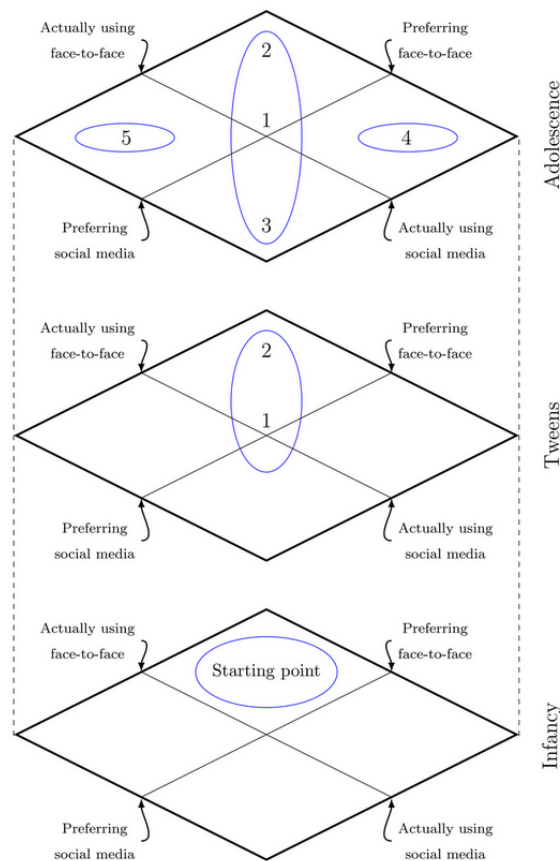 Actually using
face-to-face
Preferring
face-to-face
2
1
5
4
3
Preferring
social media
Actually using
social media
Adolescence
Actually using
face-to-face
Preferring
face-to-face
2
1
Preferring
social media
Actually using
social media
Tweens
Actually using
face-to-face
Preferring
face-to-face
Starting point
Preferring
social media
Actually using
social media
Infancy